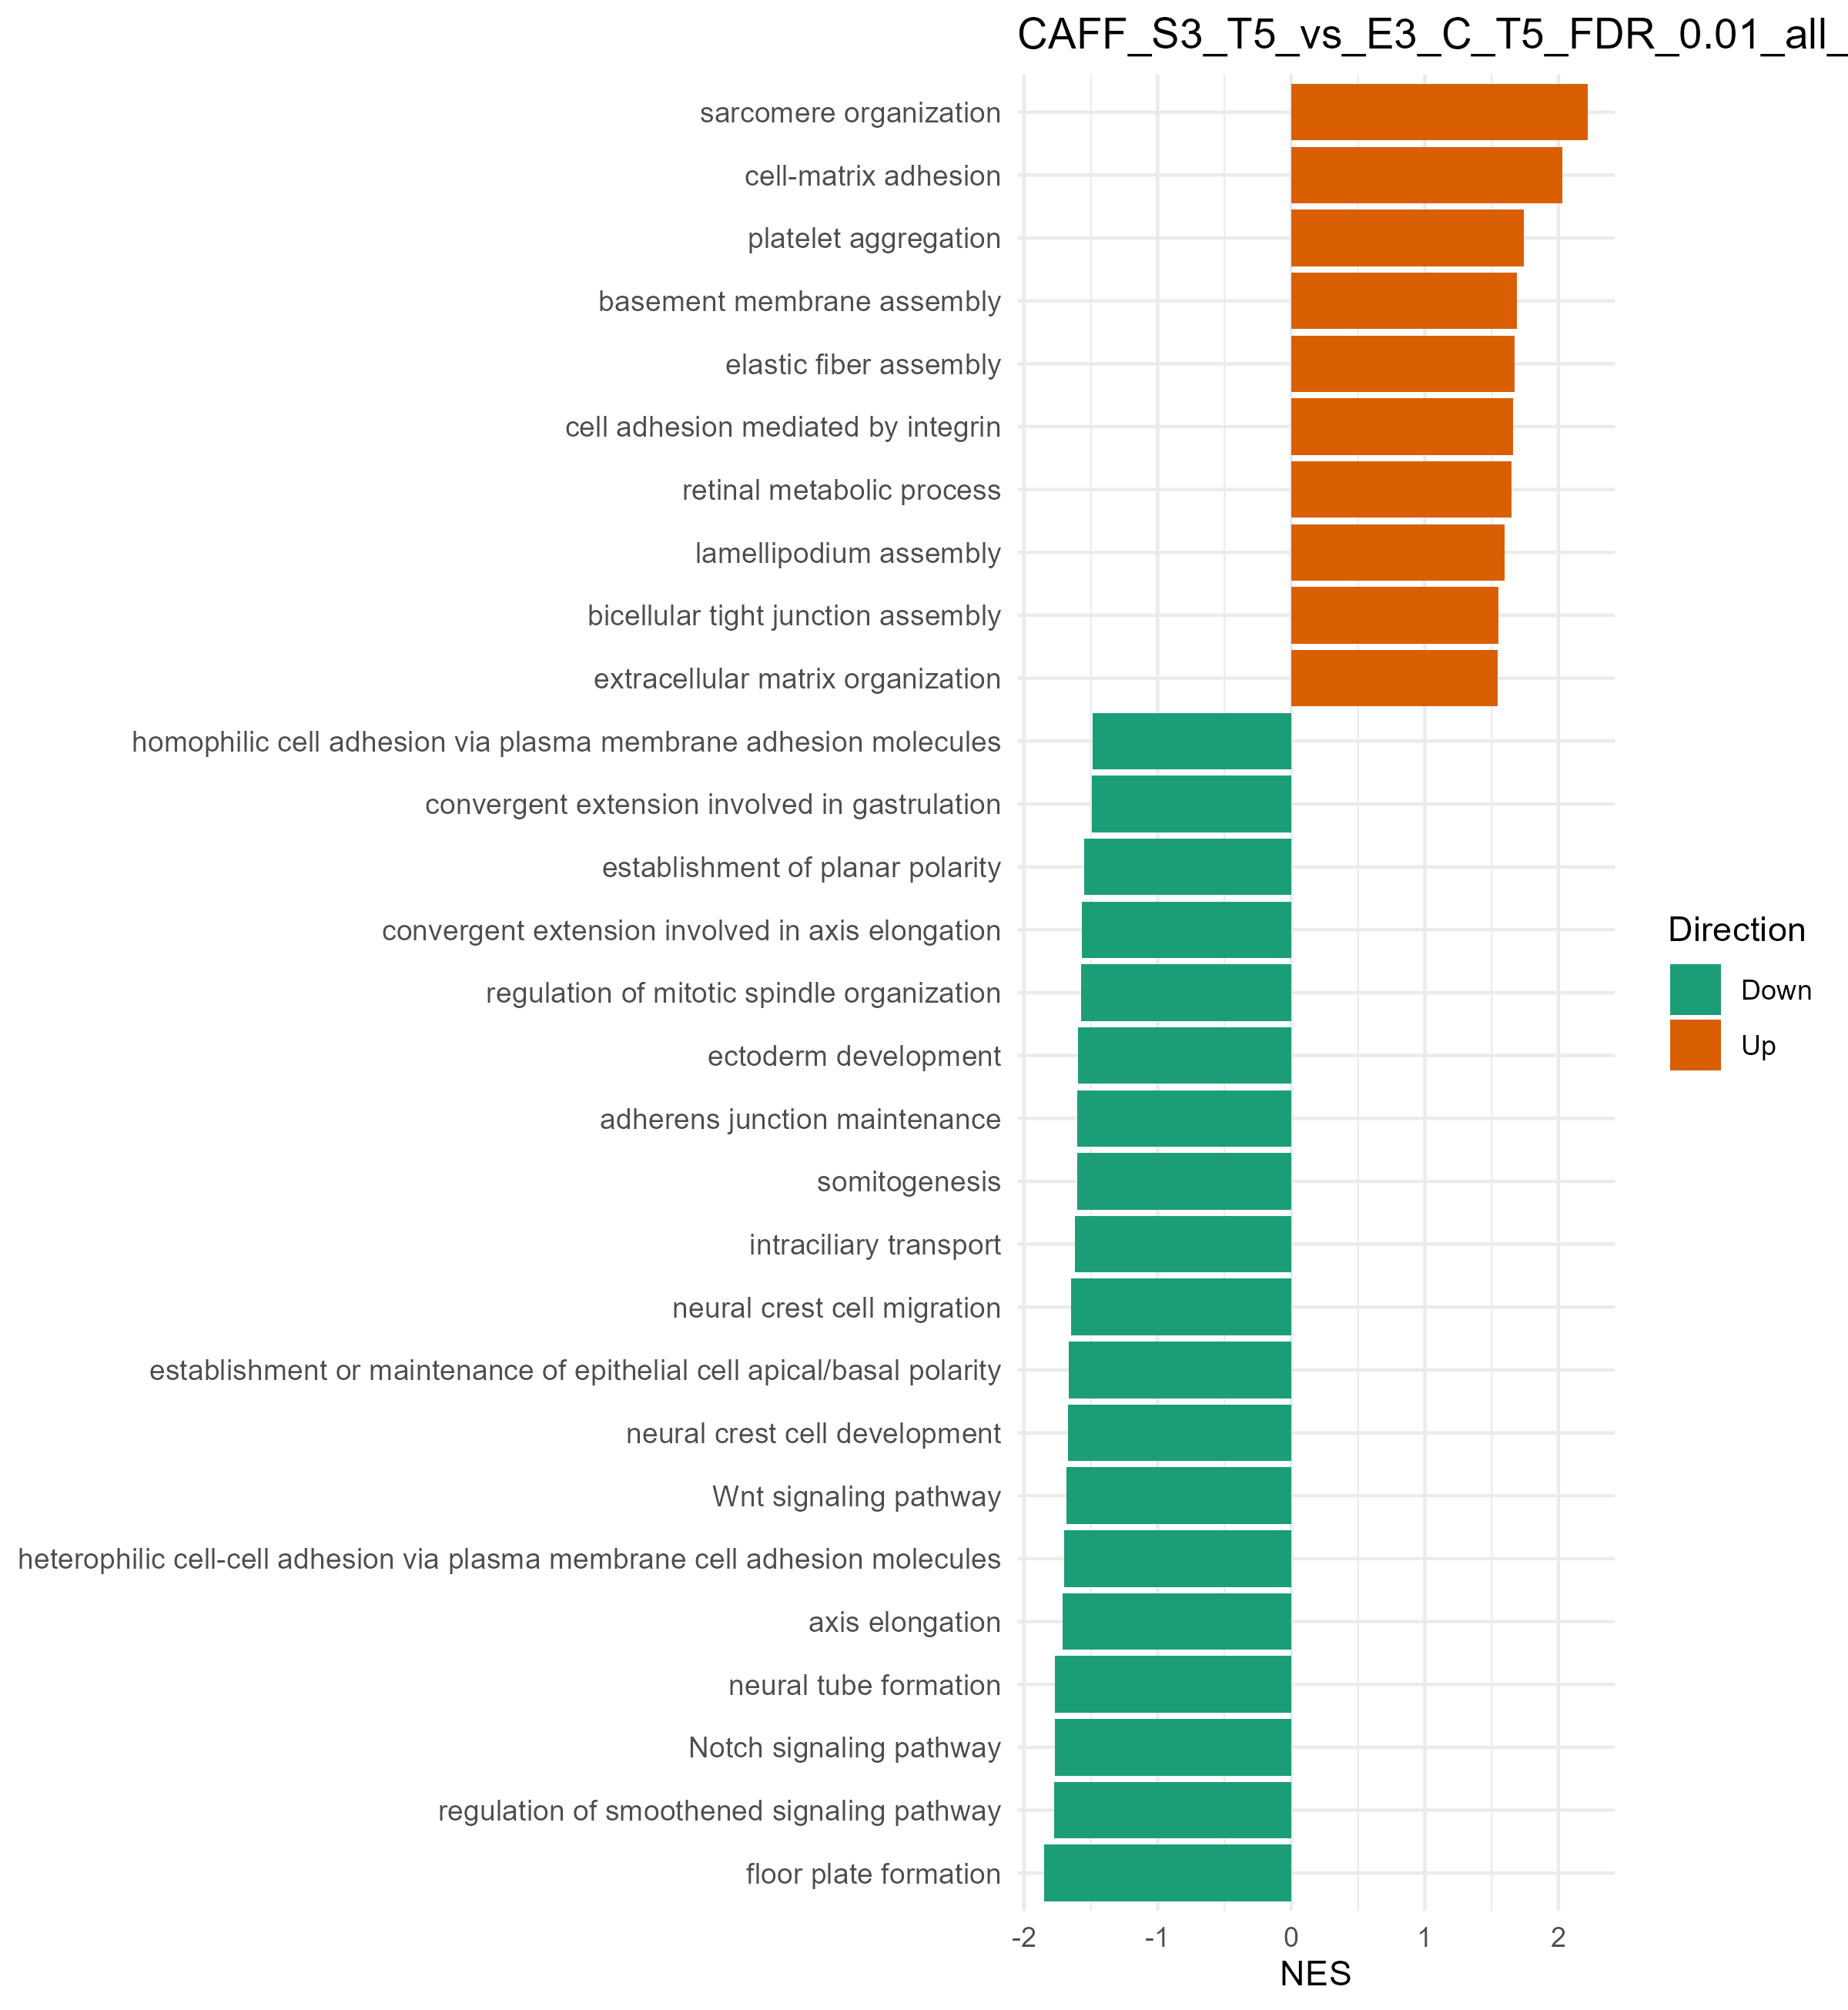 CAFF_S3_T5_vs_E3_C_T5_FDR_0.01_all_
sarcomere organization
cell-matrix adhesion
platelet aggregation
basement membrane assembly
elastic fiber assembly
cell adhesion mediated by integrin
retinal metabolic process
lamellipodium assembly
bicellular tight junction assembly
extracellular matrix organization
homophilic cell adhesion via plasma membrane adhesion molecules
convergent extension involved in gastrulation
establishment of planar polarity
convergent extension involved in axis elongation
regulation of mitotic spindle organization
ectoderm development
adherens junction maintenance
somitogenesis
intraciliary transport
neural crest cell migration
establishment or maintenance of epithelial cell apical/basal polarity
neural crest cell development
Wnt signaling pathway
heterophilic cell-cell adhesion via plasma membrane cell adhesion molecules
axis elongation
neural tube formation
Notch signaling pathway
regulation of smoothened signaling pathway
floor plate formation
-2 -1 0 1 2
NES
Direction
Down
Up